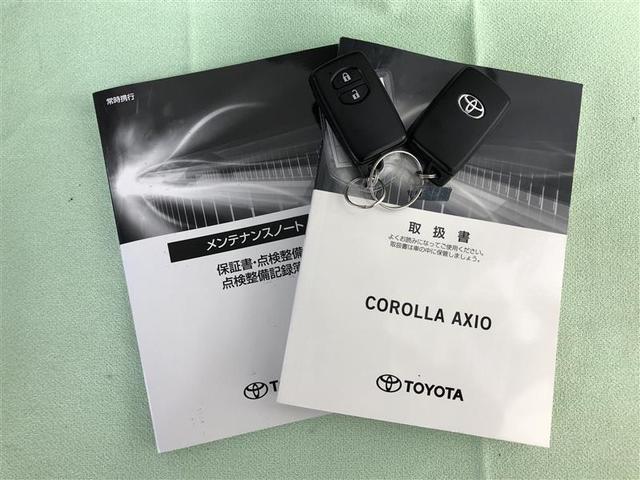 常時携行
メンテナンスノート
保証書・点検整備
点検整備記録簿
取扱書
よくお読みになってご使用ください。
取扱書は車の中に保管しましょう。
COROLLA AXIO
TOYOTA